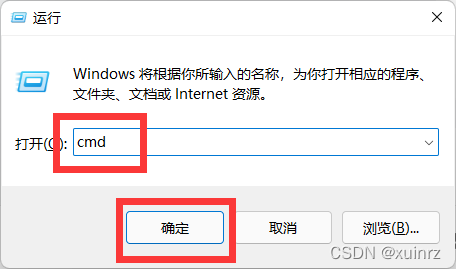 运行
Windows 将根据你所输入的名称，为你打开相应的程序、
文件夹、文档或 Internet 资源。
打开(O): cmd
确定 取消 浏览(B)...
CSDN @xuinrz